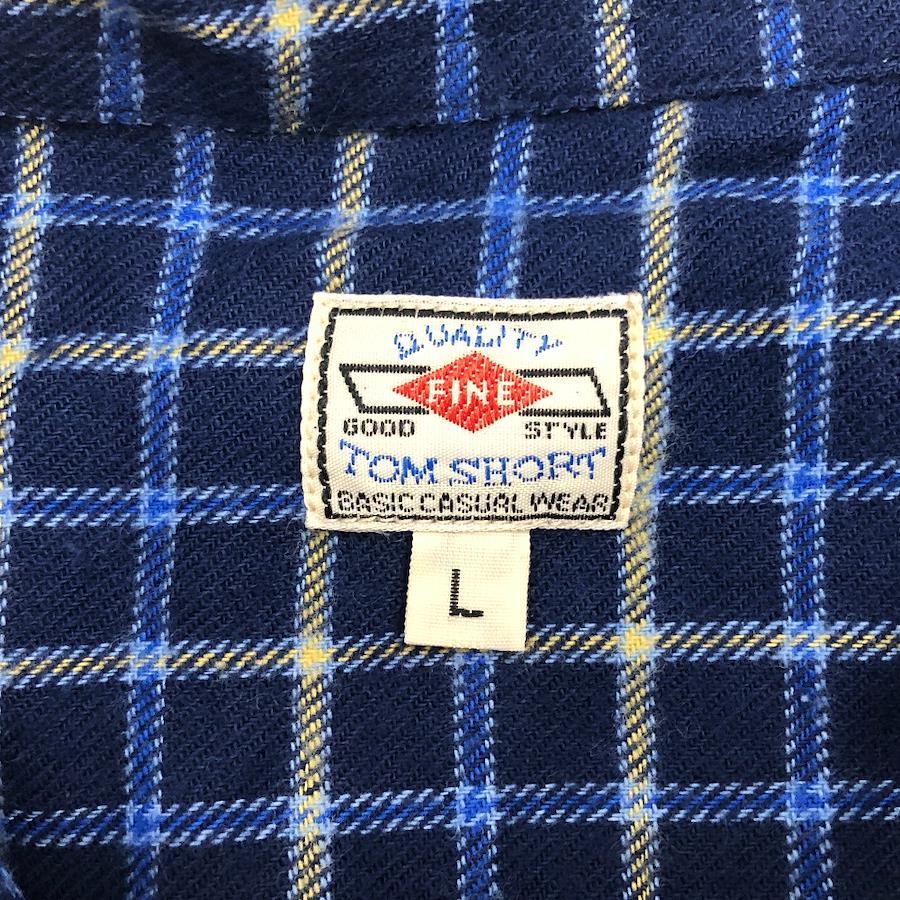 QUALITY
FINE
GOOD STYLE
TOM SHORT
BASIC CASUAL WEAR
L